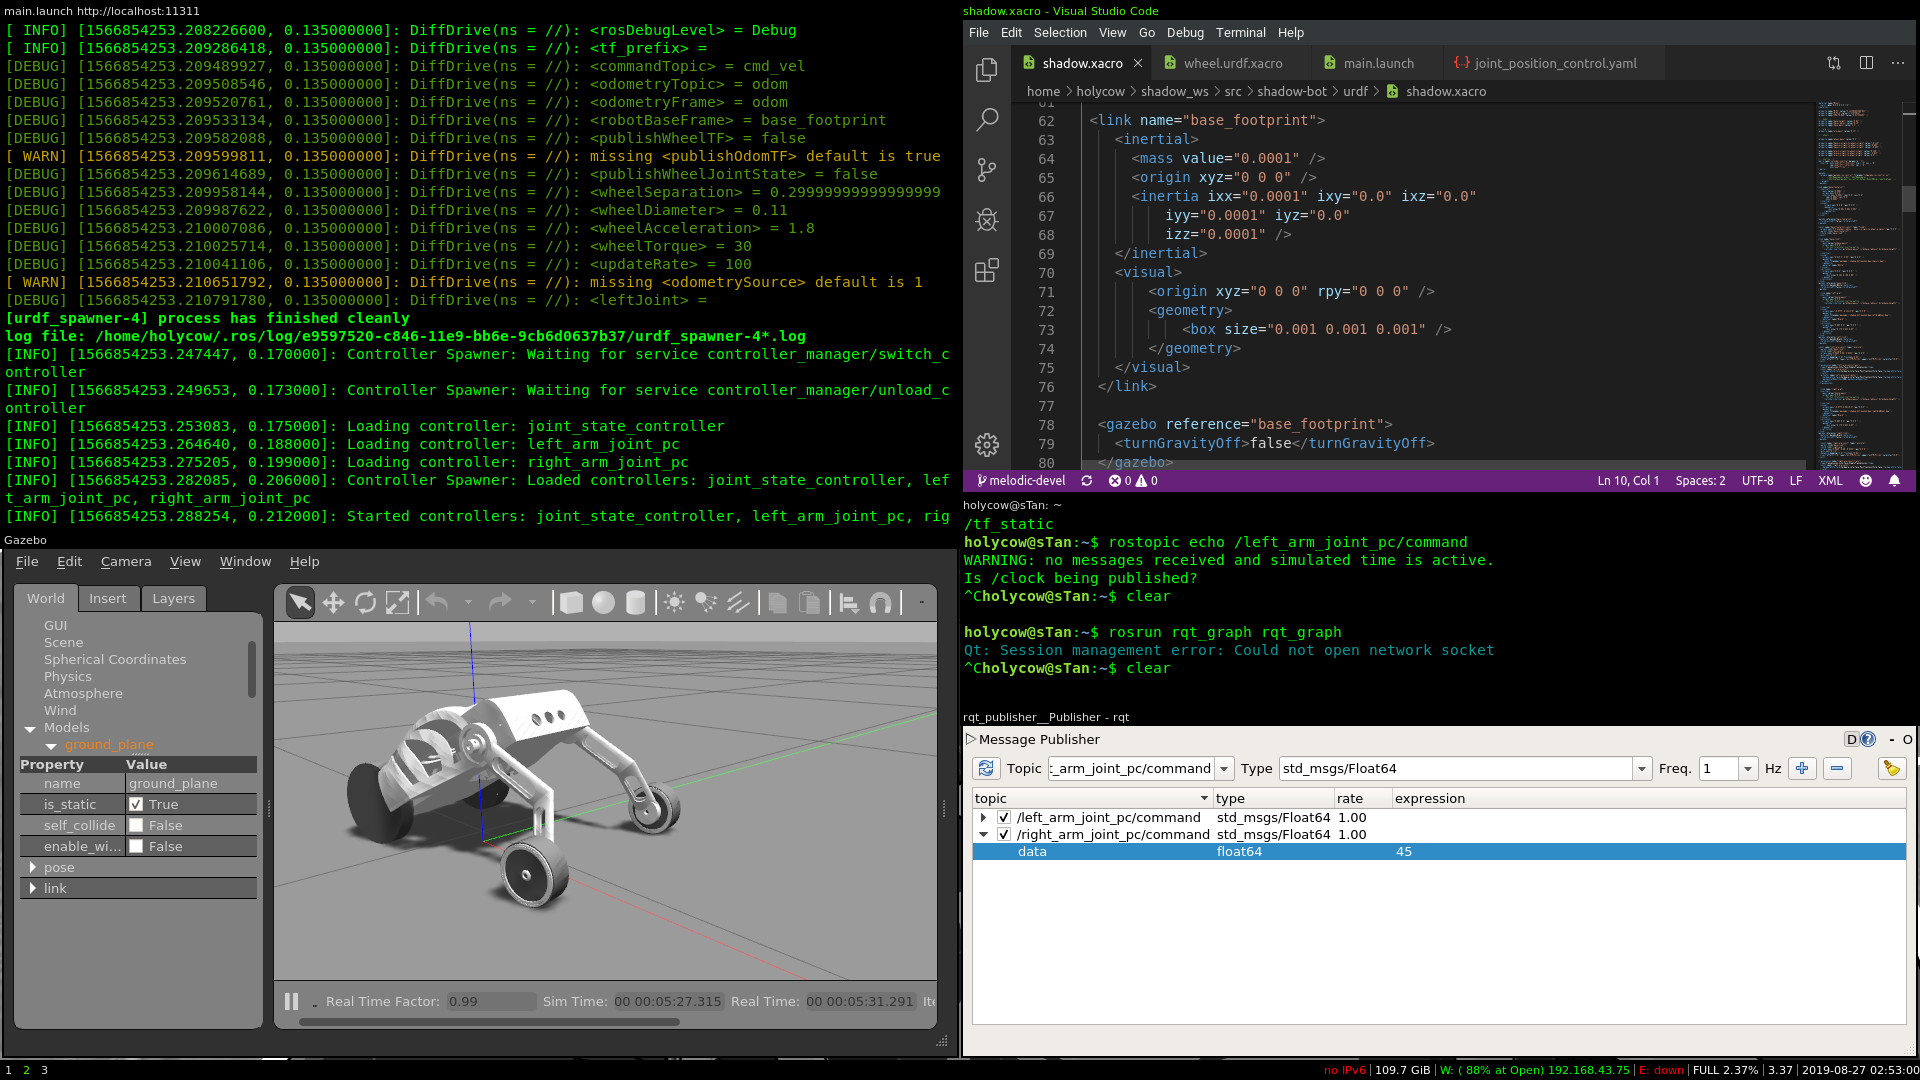 main.launch http://localhost:11311
[ INFO] [1566854253.208226600, 0.135000000]: DiffDrive(ns = //): <rosDebugLevel> = Debug
[ INFO] [1566854253.209286418, 0.135000000]: DiffDrive(ns = //): <tf_prefix> =
[DEBUG] [1566854253.209489927, 0.135000000]: DiffDrive(ns = //): <commandTopic> = cmd_vel
[DEBUG] [1566854253.209508546, 0.135000000]: DiffDrive(ns = //): <odometryTopic> = odom
[DEBUG] [1566854253.209520761, 0.135000000]: DiffDrive(ns = //): <odometryFrame> = odom
[DEBUG] [1566854253.209533134, 0.135000000]: DiffDrive(ns = //): <robotBaseFrame> = base_footprint
[DEBUG] [1566854253.209582088, 0.135000000]: DiffDrive(ns = //): <publishWheelTF> = false
[ WARN] [1566854253.209599811, 0.135000000]: DiffDrive(ns = //): missing <publishOdomTF> default is true
[DEBUG] [1566854253.209614689, 0.135000000]: DiffDrive(ns = //): <publishWheelJointState> = false
[DEBUG] [1566854253.209958144, 0.135000000]: DiffDrive(ns = //): <wheelSeparation> = 0.29999999999999999
[DEBUG] [1566854253.209987622, 0.135000000]: DiffDrive(ns = //): <wheelDiameter> = 0.11
[DEBUG] [1566854253.210007086, 0.135000000]: DiffDrive(ns = //): <wheelAcceleration> = 1.8
[DEBUG] [1566854253.210025714, 0.135000000]: DiffDrive(ns = //): <wheelTorque> = 30
[DEBUG] [1566854253.210041106, 0.135000000]: DiffDrive(ns = //): <updateRate> = 100
[ WARN] [1566854253.210651792, 0.135000000]: DiffDrive(ns = //): missing <odometrySource> default is 1
[DEBUG] [1566854253.210791780, 0.135000000]: DiffDrive(ns = //): <leftJoint> =
[urdf_spawner-4] process has finished cleanly
log file: /home/holycow/.ros/log/e9597520-c846-11e9-bb6e-9cb6d0637b37/urdf_spawner-4*.log
[INFO] [1566854253.247447, 0.170000]: Controller Spawner: Waiting for service controller_manager/switch_c
ontroller
[INFO] [1566854253.249653, 0.173000]: Controller Spawner: Waiting for service controller_manager/unload_c
ontroller
[INFO] [1566854253.253083, 0.175000]: Loading controller: joint_state_controller
[INFO] [1566854253.264640, 0.188000]: Loading controller: left_arm_joint_pc
[INFO] [1566854253.275205, 0.199000]: Loading controller: right_arm_joint_pc
[INFO] [1566854253.282085, 0.206000]: Controller Spawner: Loaded controllers: joint_state_controller, lef
t_arm_joint_pc, right_arm_joint_pc
[INFO] [1566854253.288254, 0.212000]: Started controllers: joint_state_controller, left_arm_joint_pc, rig
shadow.xacro - Visual Studio Code
File Edit Selection View Go Debug Terminal Help
shadow.xacro wheel.urdf.xacro main.launch {} joint_position_control.yaml
home > holycow > shadow_ws > src > shadow-bot > urdf > shadow.xacro
61
62 <link name="base_footprint">
63 <inertial>
64 <mass value="0.0001" />
65 <origin xyz="0 0 0" />
66 <inertia ixx="0.0001" ixy="0.0" ixz="0.0"
67 iyy="0.0001" iyz="0.0"
68 izz="0.0001" />
69 </inertial>
70 <visual>
71 <origin xyz="0 0 0" rpy="0 0 0" />
72 <geometry>
73 <box size="0.001 0.001 0.001" />
74 </geometry>
75 </visual>
76 </link>
77
78 <gazebo reference="base_footprint">
79 <turnGravityOff>false</turnGravityOff>
80 </gazebo>
melodic-devel 0 0 Ln 10, Col 1 Spaces: 2 UTF-8 LF XML
holycow@sTan: ~
/tf_static
holycow@sTan:~$ rostopic echo /left_arm_joint_pc/command
WARNING: no messages received and simulated time is active.
Is /clock being published?
^Cholycow@sTan:~$ clear
holycow@sTan:~$ rosrun rqt_graph rqt_graph
Qt: Session management error: Could not open network socket
^Cholycow@sTan:~$ clear
Gazebo
File Edit Camera View Window Help
World Insert Layers
GUI
Scene
Spherical Coordinates
Physics
Atmosphere
Wind
Models
ground_plane
Property Value
name ground_plane
is_static True
self_collide False
enable_wi... False
pose
link
Real Time Factor: 0.99 Sim Time: 00 00:05:27.315 Real Time: 00 00:05:31.291 Ite
rqt_publisher__Publisher - rqt
Message Publisher D ? - O
Topic t_arm_joint_pc/command Type std_msgs/Float64 Freq. 1 Hz
topic type rate expression
/left_arm_joint_pc/command std_msgs/Float64 1.00
/right_arm_joint_pc/command std_msgs/Float64 1.00
data float64 45
1 2 3 no IPv6 | 109.7 GiB | W: ( 88% at Open) 192.168.43.75 | E: down | FULL 2.37% | 3.37 | 2019-08-27 02:53:00